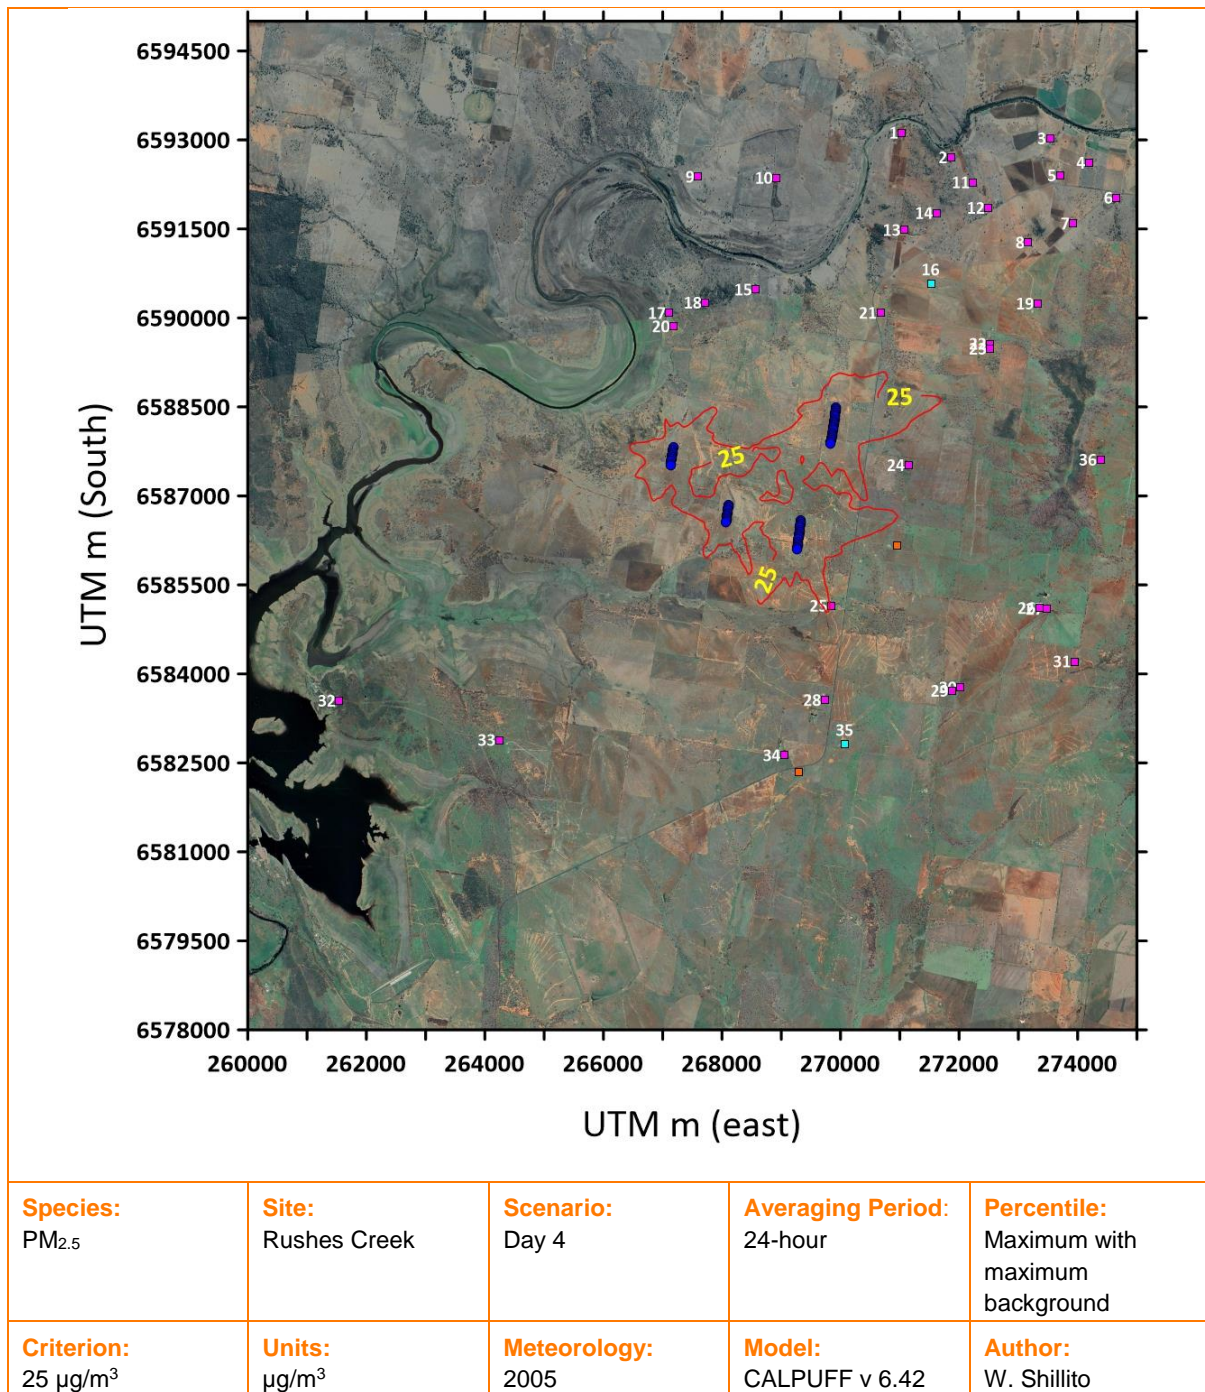 6594500
6593000
6591500
6590000
6588500
6587000
6585500
6584000
6582500
6581000
6579500
6578000
UTM m (South)
1
2
3
4
5
6
7
8
9
10
11
12
13
14
15
16
17
18
19
20
21
23
24
25
26
28
29
31
32
33
34
35
36
25
25
25
260000 262000 264000 266000 268000 270000 272000 274000
UTM m (east)
Species:
PM2.5
Site:
Rushes Creek
Scenario:
Day 4
Averaging Period:
24-hour
Percentile:
Maximum with
maximum
background
Criterion:
25 µg/m³
Units:
µg/m³
Meteorology:
2005
Model:
CALPUFF v 6.42
Author:
W. Shillito